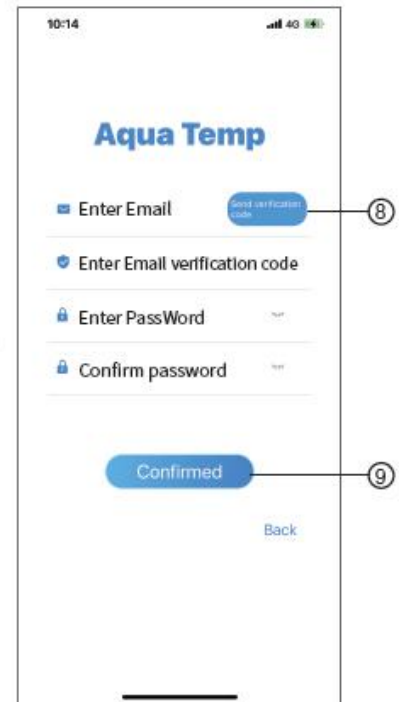 10:14
4G
Aqua Temp
Enter Email
Send verification
code
⑧
Enter Email verification code
Enter PassWord
Confirm password
Confirmed
⑨
Back